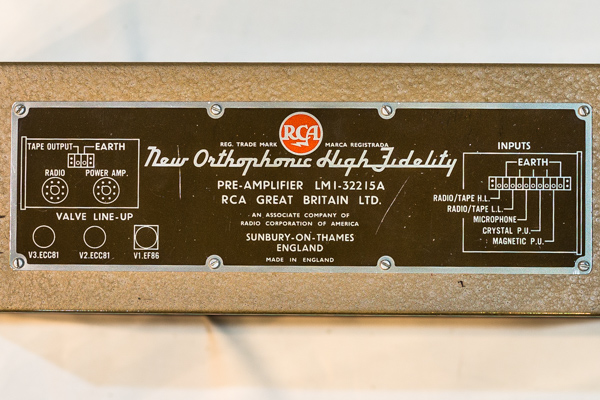 RCA
REG. TRADE MARK MARCA REGISTRADA
New Orthophonic High Fidelity
PRE-AMPLIFIER LMI-32215A
RCA GREAT BRITAIN LTD.
AN ASSOCIATE COMPANY OF
RADIO CORPORATION OF AMERICA
SUNBURY-ON-THAMES
ENGLAND
MADE IN ENGLAND
TAPE OUTPUT EARTH
RADIO POWER AMP.
VALVE LINE-UP
V3.ECC81 V2.ECC81 V1.EF86
INPUTS
EARTH
RADIO/TAPE H.L.
RADIO/TAPE L.L.
MICROPHONE
CRYSTAL P.U.
MAGNETIC P.U.